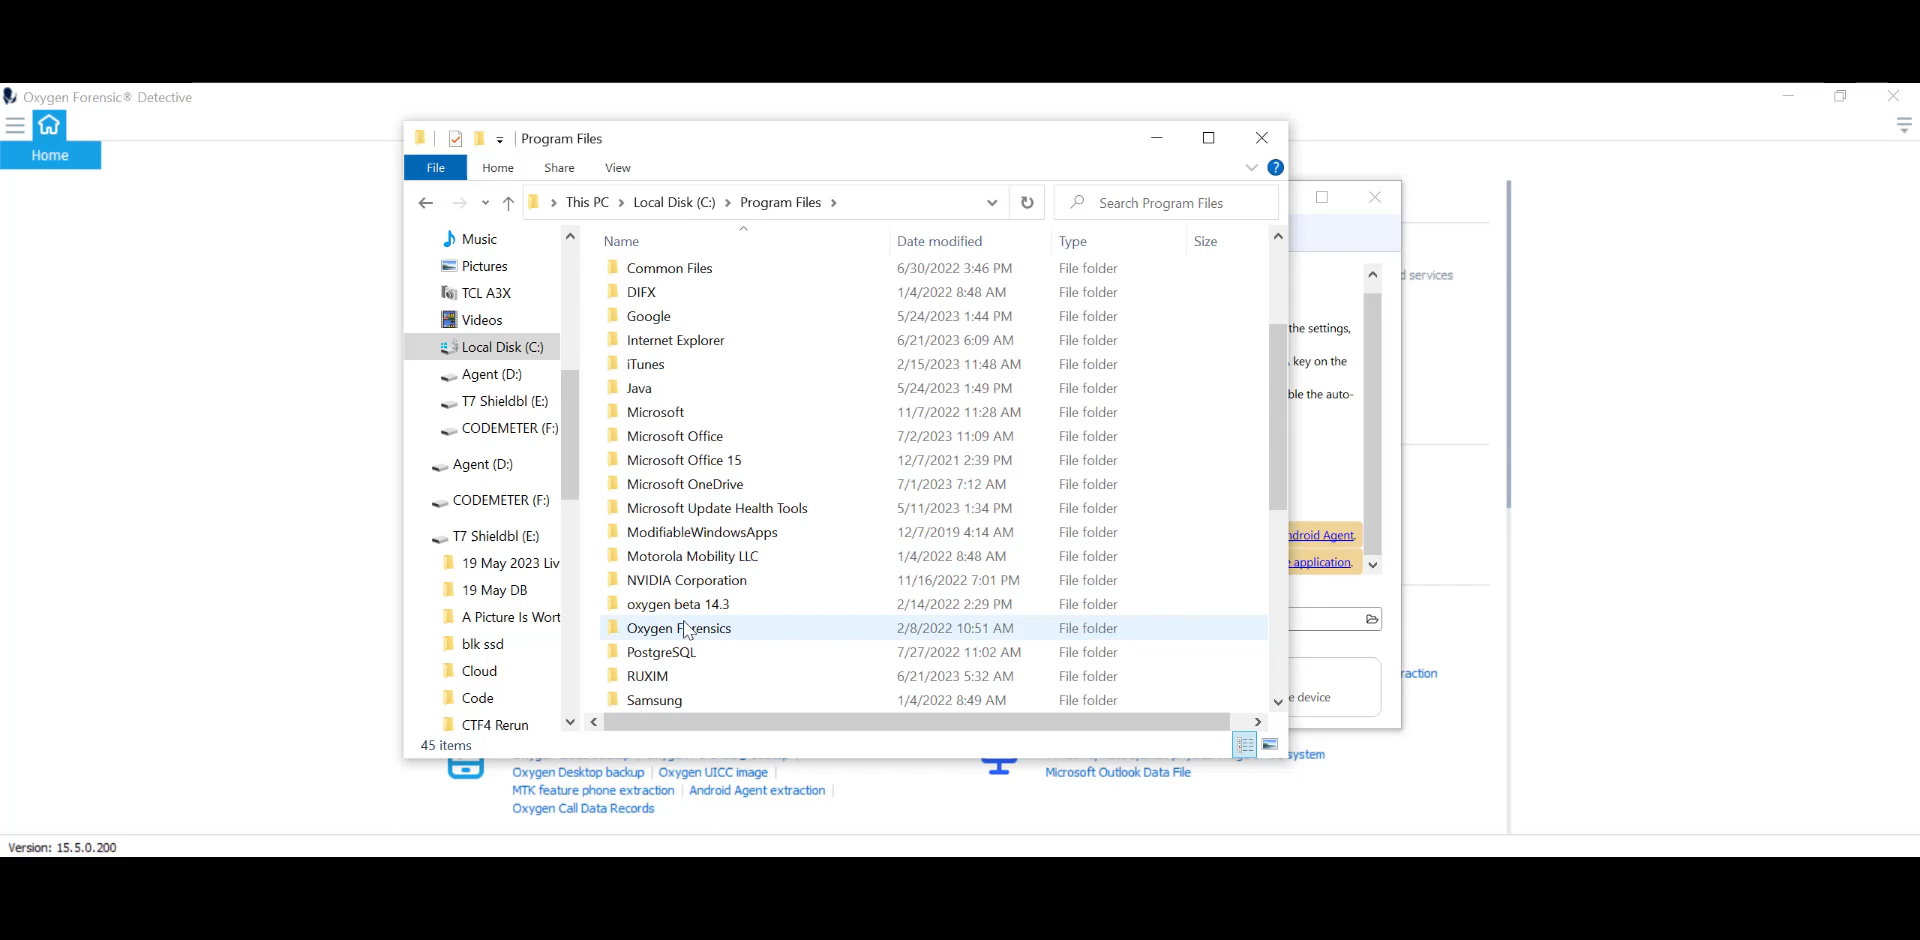 Oxygen Forensic® Detective
Home
Program Files
File Home Share View
This PC Local Disk (C:) Program Files
Search Program Files
Music
Pictures
TCL A3X
Videos
Local Disk (C:)
Agent (D:)
T7 Shieldbl (E:)
CODEMETER (F:)
Agent (D:)
CODEMETER (F:)
T7 Shieldbl (E:)
19 May 2023 Liv
19 May DB
A Picture Is Wort
blk ssd
Cloud
Code
CTF4 Rerun
Name Date modified Type Size
Common Files 6/30/2022 3:46 PM File folder
DIFX 1/4/2022 8:48 AM File folder
Google 5/24/2023 1:44 PM File folder
Internet Explorer 6/21/2023 6:09 AM File folder
iTunes 2/15/2023 11:48 AM File folder
Java 5/24/2023 1:49 PM File folder
Microsoft 11/7/2022 11:28 AM File folder
Microsoft Office 7/2/2023 11:09 AM File folder
Microsoft Office 15 12/7/2021 2:39 PM File folder
Microsoft OneDrive 7/1/2023 7:12 AM File folder
Microsoft Update Health Tools 5/11/2023 1:34 PM File folder
ModifiableWindowsApps 12/7/2019 4:14 AM File folder
Motorola Mobility LLC 1/4/2022 8:48 AM File folder
NVIDIA Corporation 11/16/2022 7:01 PM File folder
oxygen beta 14.3 2/14/2022 2:29 PM File folder
Oxygen Forensics 2/8/2022 10:51 AM File folder
PostgreSQL 7/27/2022 11:02 AM File folder
RUXIM 6/21/2023 5:32 AM File folder
Samsung 1/4/2022 8:49 AM File folder
45 items
d services
the settings,
key on the
ble the auto-
ndroid Agent.
e application.
raction
e device
system
Oxygen Desktop backup Oxygen UICC image
MTK feature phone extraction Android Agent extraction
Oxygen Call Data Records
Microsoft Outlook Data File
Version: 15.5.0.200